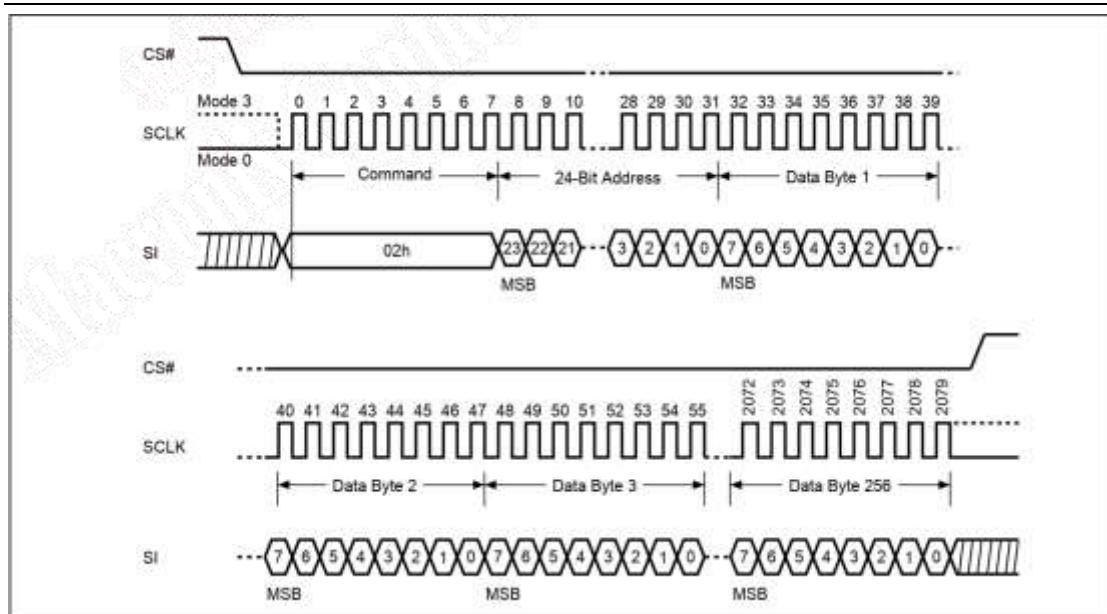 CS#
Mode 3 0 1 2 3 4 5 6 7 8 9 10 28 29 30 31 32 33 34 35 36 37 38 39
SCLK
Mode 0
Command 24-Bit Address Data Byte 1
SI 02h 23 22 21 3 2 1 0 7 6 5 4 3 2 1 0
MSB MSB
CS#
40 41 42 43 44 45 46 47 48 49 50 51 52 53 54 55 2072 2073 2074 2075 2076 2077 2078 2079
SCLK
Data Byte 2 Data Byte 3 Data Byte 256
SI 7 6 5 4 3 2 1 0 7 6 5 4 3 2 1 0 7 6 5 4 3 2 1 0
MSB MSB MSB